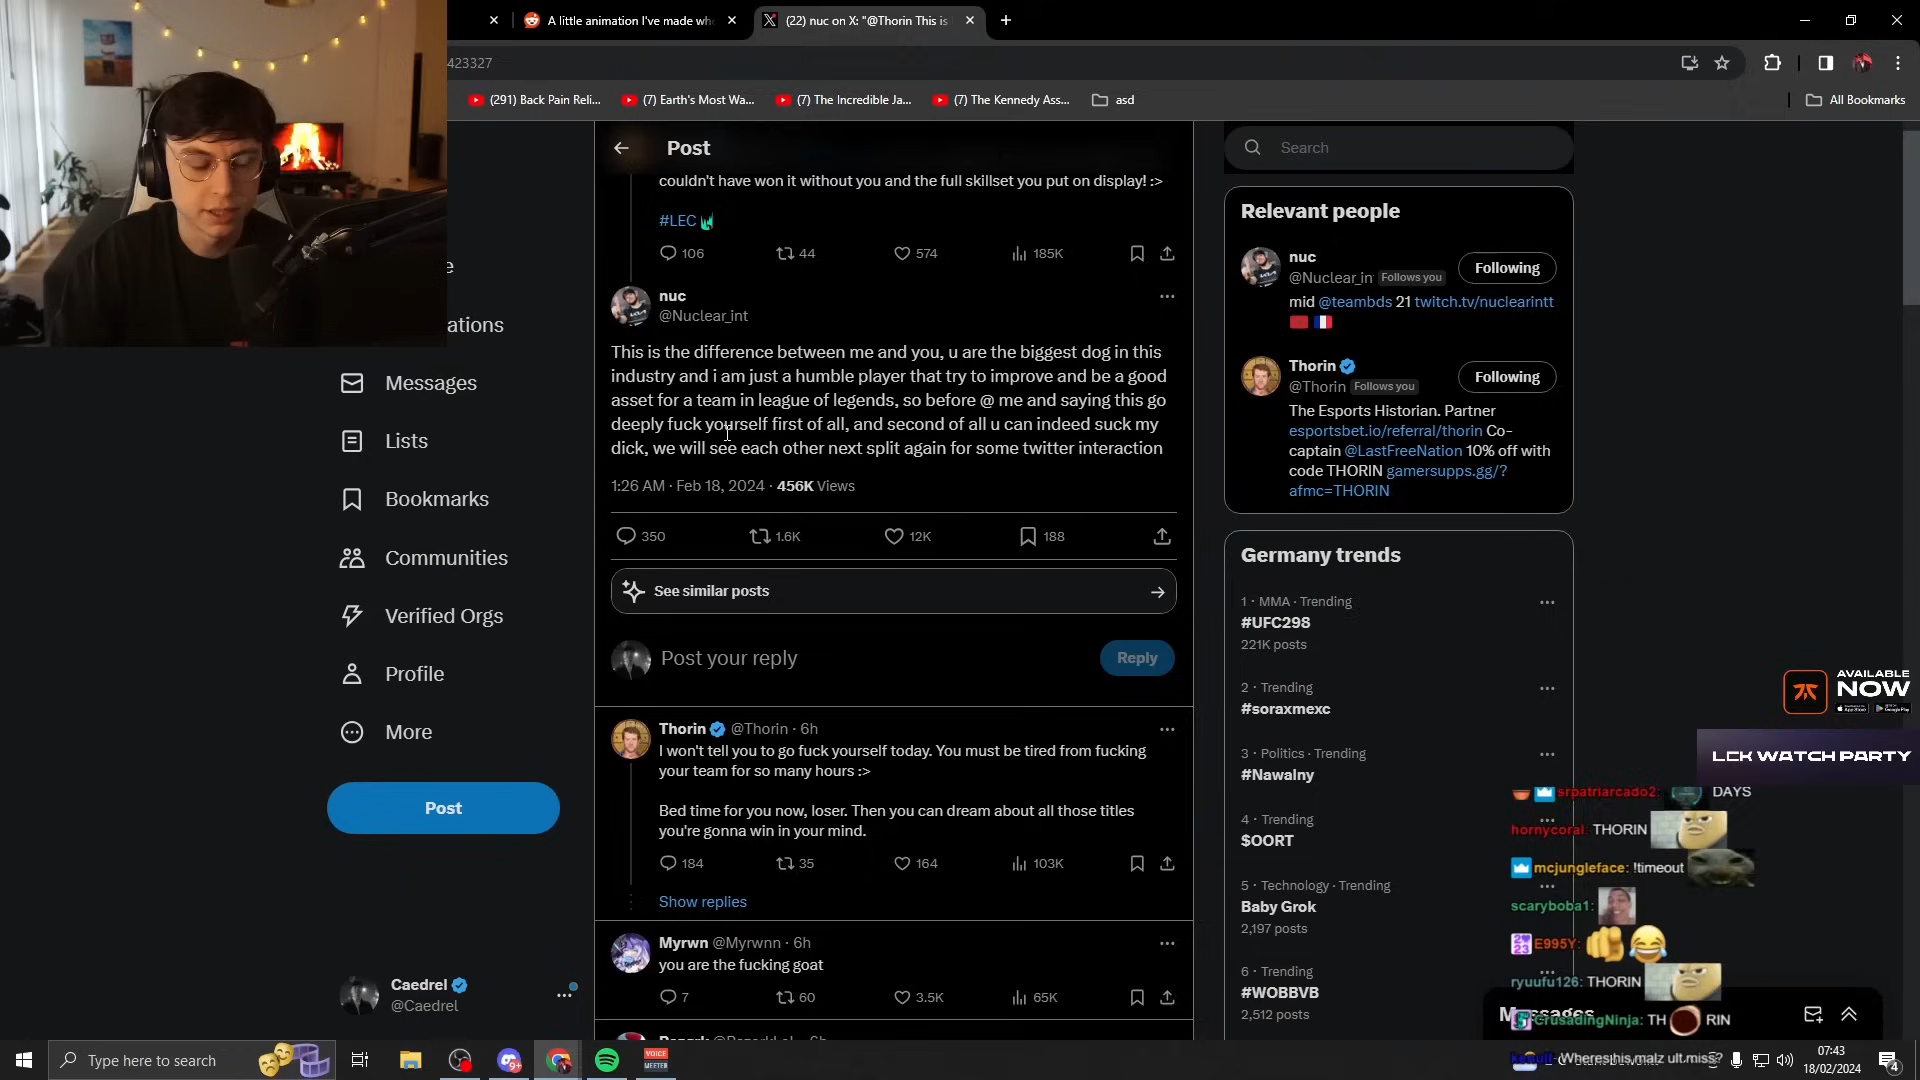 A little animation I've made wh
(22) nuc on X: "@Thorin This is
423327
(291) Back Pain Reli...
(7) Earth's Most Wa...
(7) The Incredible Ja...
(7) The Kennedy Ass...
asd
All Bookmarks
Post
couldn't have won it without you and the full skillset you put on display! :>
#LEC
106
44
574
185K
nuc
@Nuclear_int
This is the difference between me and you, u are the biggest dog in this
industry and i am just a humble player that try to improve and be a good
asset for a team in league of legends, so before @ me and saying this go
deeply fuck yourself first of all, and second of all u can indeed suck my
dick, we will see each other next split again for some twitter interaction
1:26 AM · Feb 18, 2024 · 456K Views
350
1.6K
12K
188
See similar posts
Post your reply
Reply
Thorin @Thorin · 6h
I won't tell you to go fuck yourself today. You must be tired from fucking
your team for so many hours :>
Bed time for you now, loser. Then you can dream about all those titles
you're gonna win in your mind.
184
35
164
103K
Show replies
Myrwn @Myrwnn · 6h
you are the fucking goat
7
60
3.5K
65K
e
ations
Messages
Lists
Bookmarks
Communities
Verified Orgs
Profile
More
Post
Caedrel
@Caedrel
Search
Relevant people
nuc
@Nuclear_in Follows you
Following
mid @teambds 21 twitch.tv/nuclearintt
Thorin
@Thorin Follows you
Following
The Esports Historian. Partner
esportsbet.io/referral/thorin Co-
captain @LastFreeNation 10% off with
code THORIN gamersupps.gg/?
afmc=THORIN
Germany trends
1 · MMA · Trending
#UFC298
221K posts
2 · Trending
#soraxmexc
3 · Politics · Trending
#Nawalny
4 · Trending
$OORT
5 · Technology · Trending
Baby Grok
2,197 posts
6 · Trending
#WOBBVB
2,512 posts
AVAILABLE
NOW
LCK WATCH PARTY
srpatriarcado2: DAYS
hornycoral: THORIN
mcjungleface: !timeout
scaryboba1:
E995Y:
ryuufu126: THORIN
CrusadingNinja: TH RIN
Wheres his malz ult miss?
Type here to search
VOICE
MEETER
07:43
18/02/2024
4